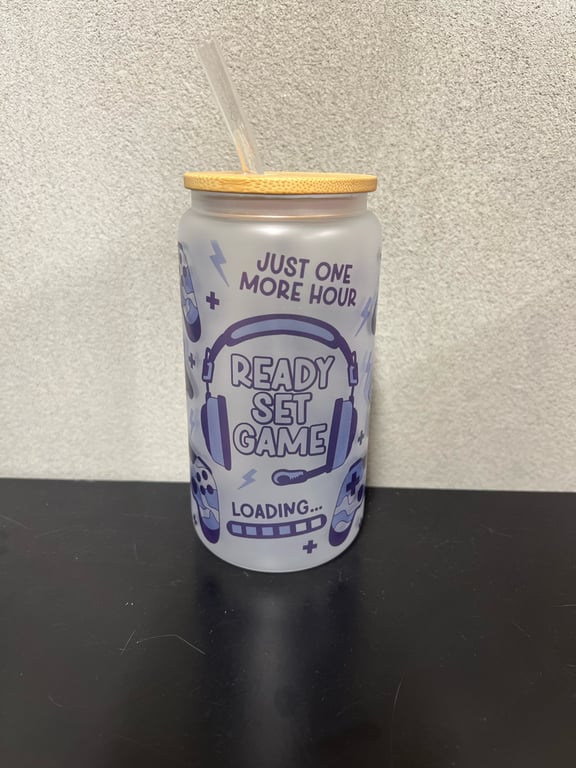 JUST ONE
MORE HOUR
READY
SET
GAME
LOADING...